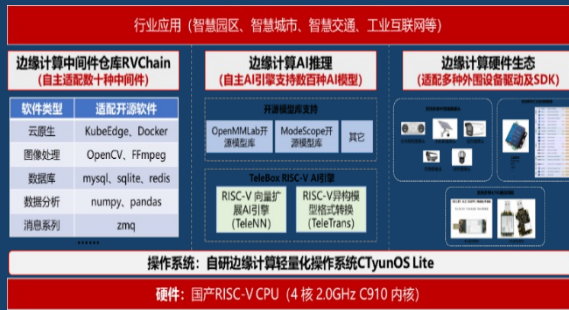 行业应用（智慧园区、智慧城市、智慧交通、工业互联网等）
边缘计算中间件仓库RVChain
（自主适配数十种中间件）
软件类型 适配开源软件
云原生 KubeEdge、Docker
图像处理 OpenCV、FFmpeg
数据库 mysql、sqlite、redis
数据分析 numpy、pandas
消息系列 zmq
......
边缘计算AI推理
（自主AI引擎支持数百种AI模型）
开源模型库支持
OpenMMLab开
源模型库
ModeScope开
源模型库
其它
TeleBox RISC-V AI引擎
RISC-V 向量扩
展AI引擎
（TeleNN）
RISC-V异构模
型格式转换
（TeleTrans）
边缘计算硬件生态
（适配多种外围设备驱动及SDK）
操作系统：自研边缘计算轻量化操作系统CTyunOS Lite
硬件：国产RISC-V CPU（4 核 2.0GHz C910 内核）